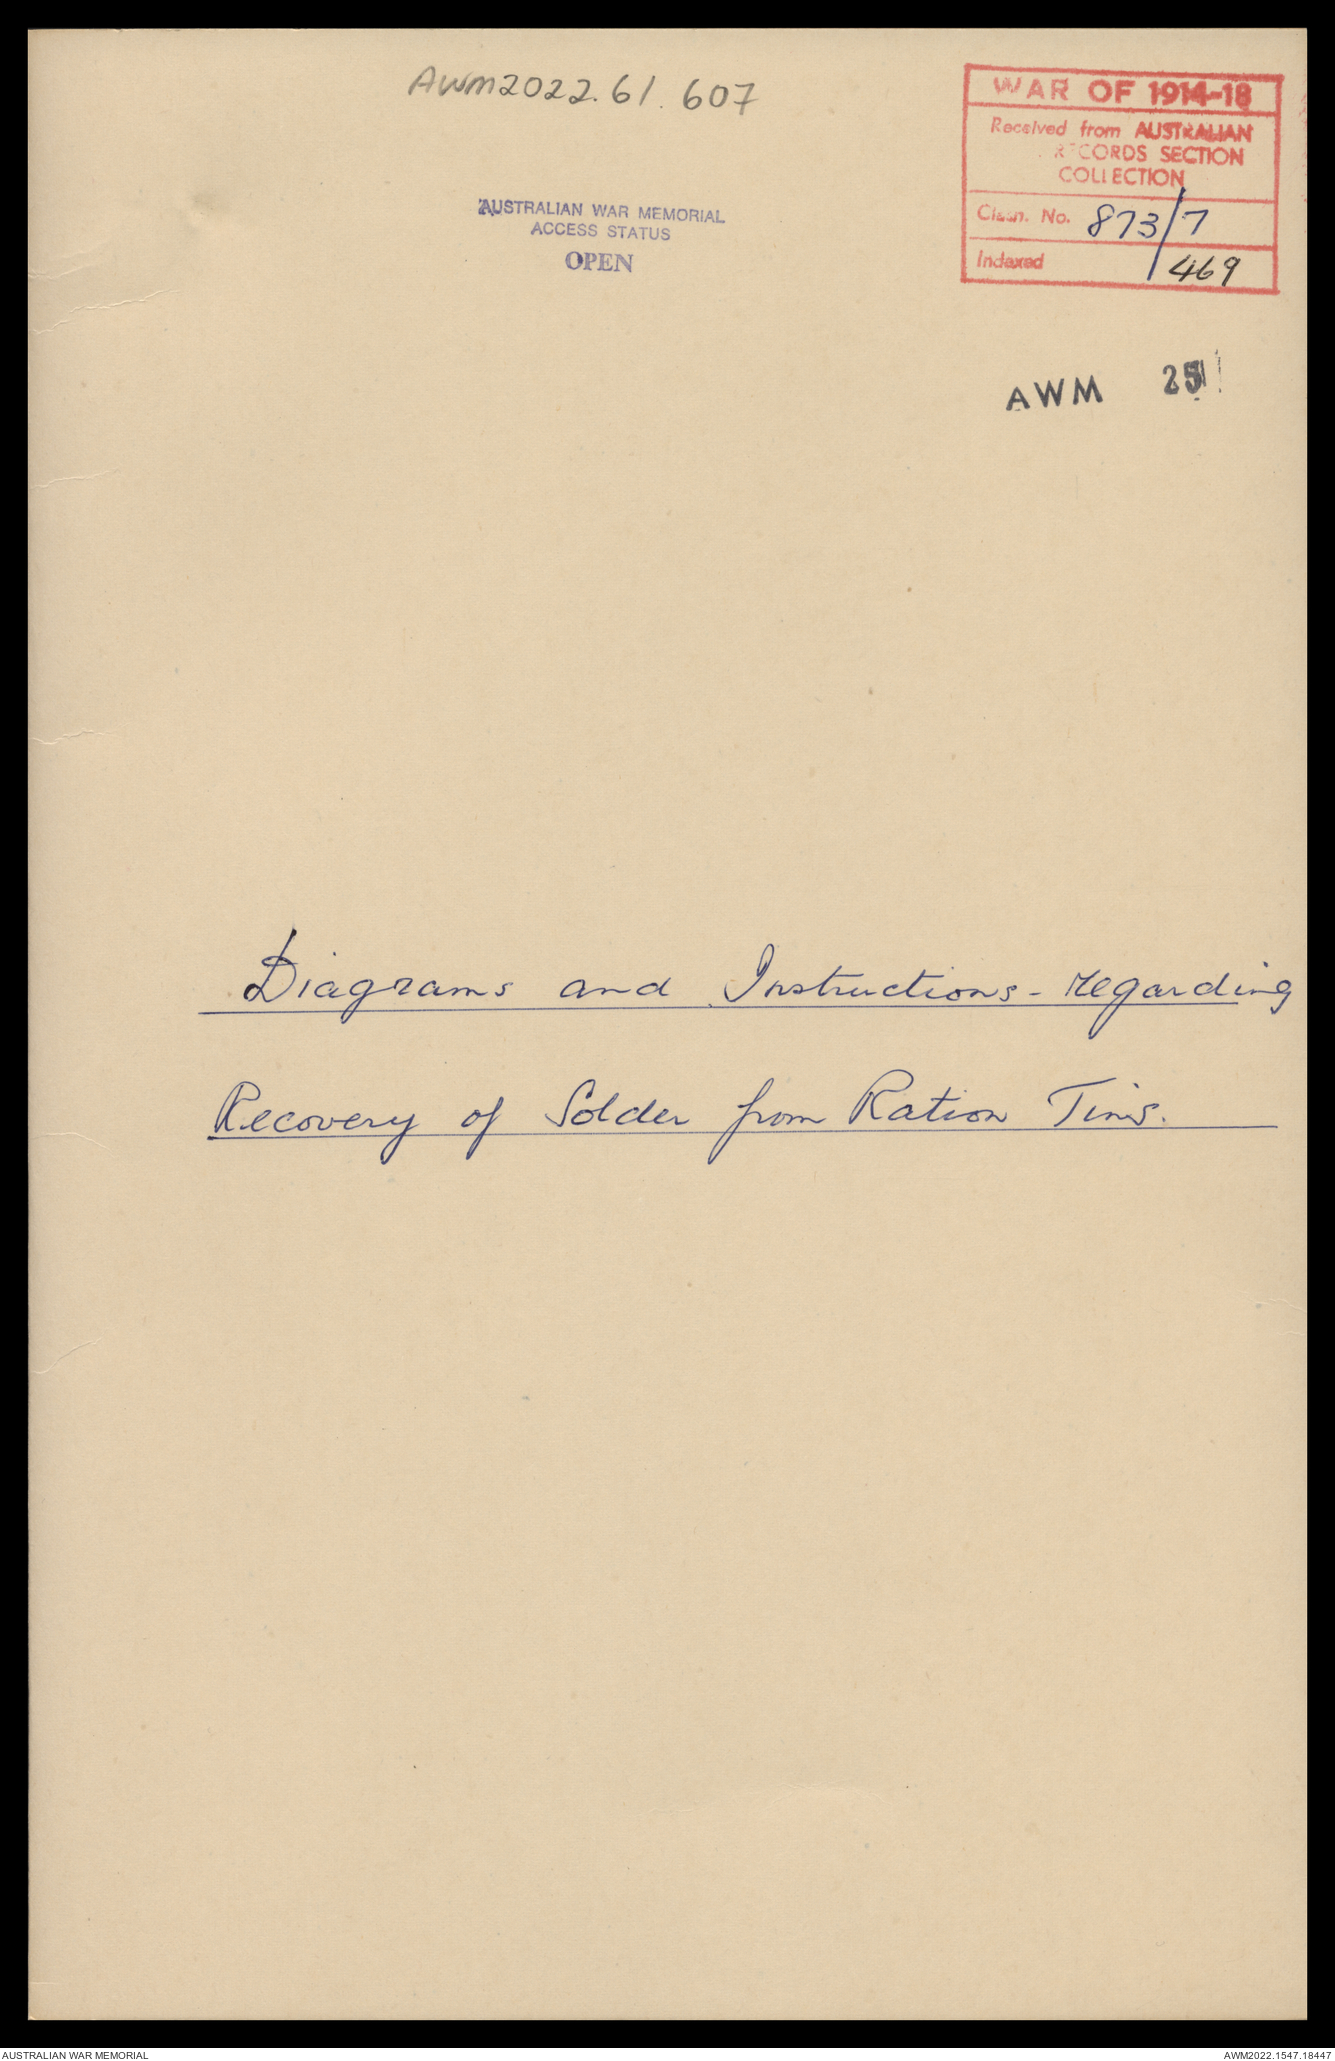 AWM2022.61.607
WAR OF 1914-18
Received from AUSTRALIAN
RECORDS SECTION
COLLECTION
Clasn. No. 873/7
Indexed 469
AUSTRALIAN WAR MEMORIAL
ACCESS STATUS
OPEN
AWM 25
Diagrams and Instructions - regarding
Recovery of Solder from Ration Tins.
AUSTRALIAN WAR MEMORIAL
AWM2022.1547.18447